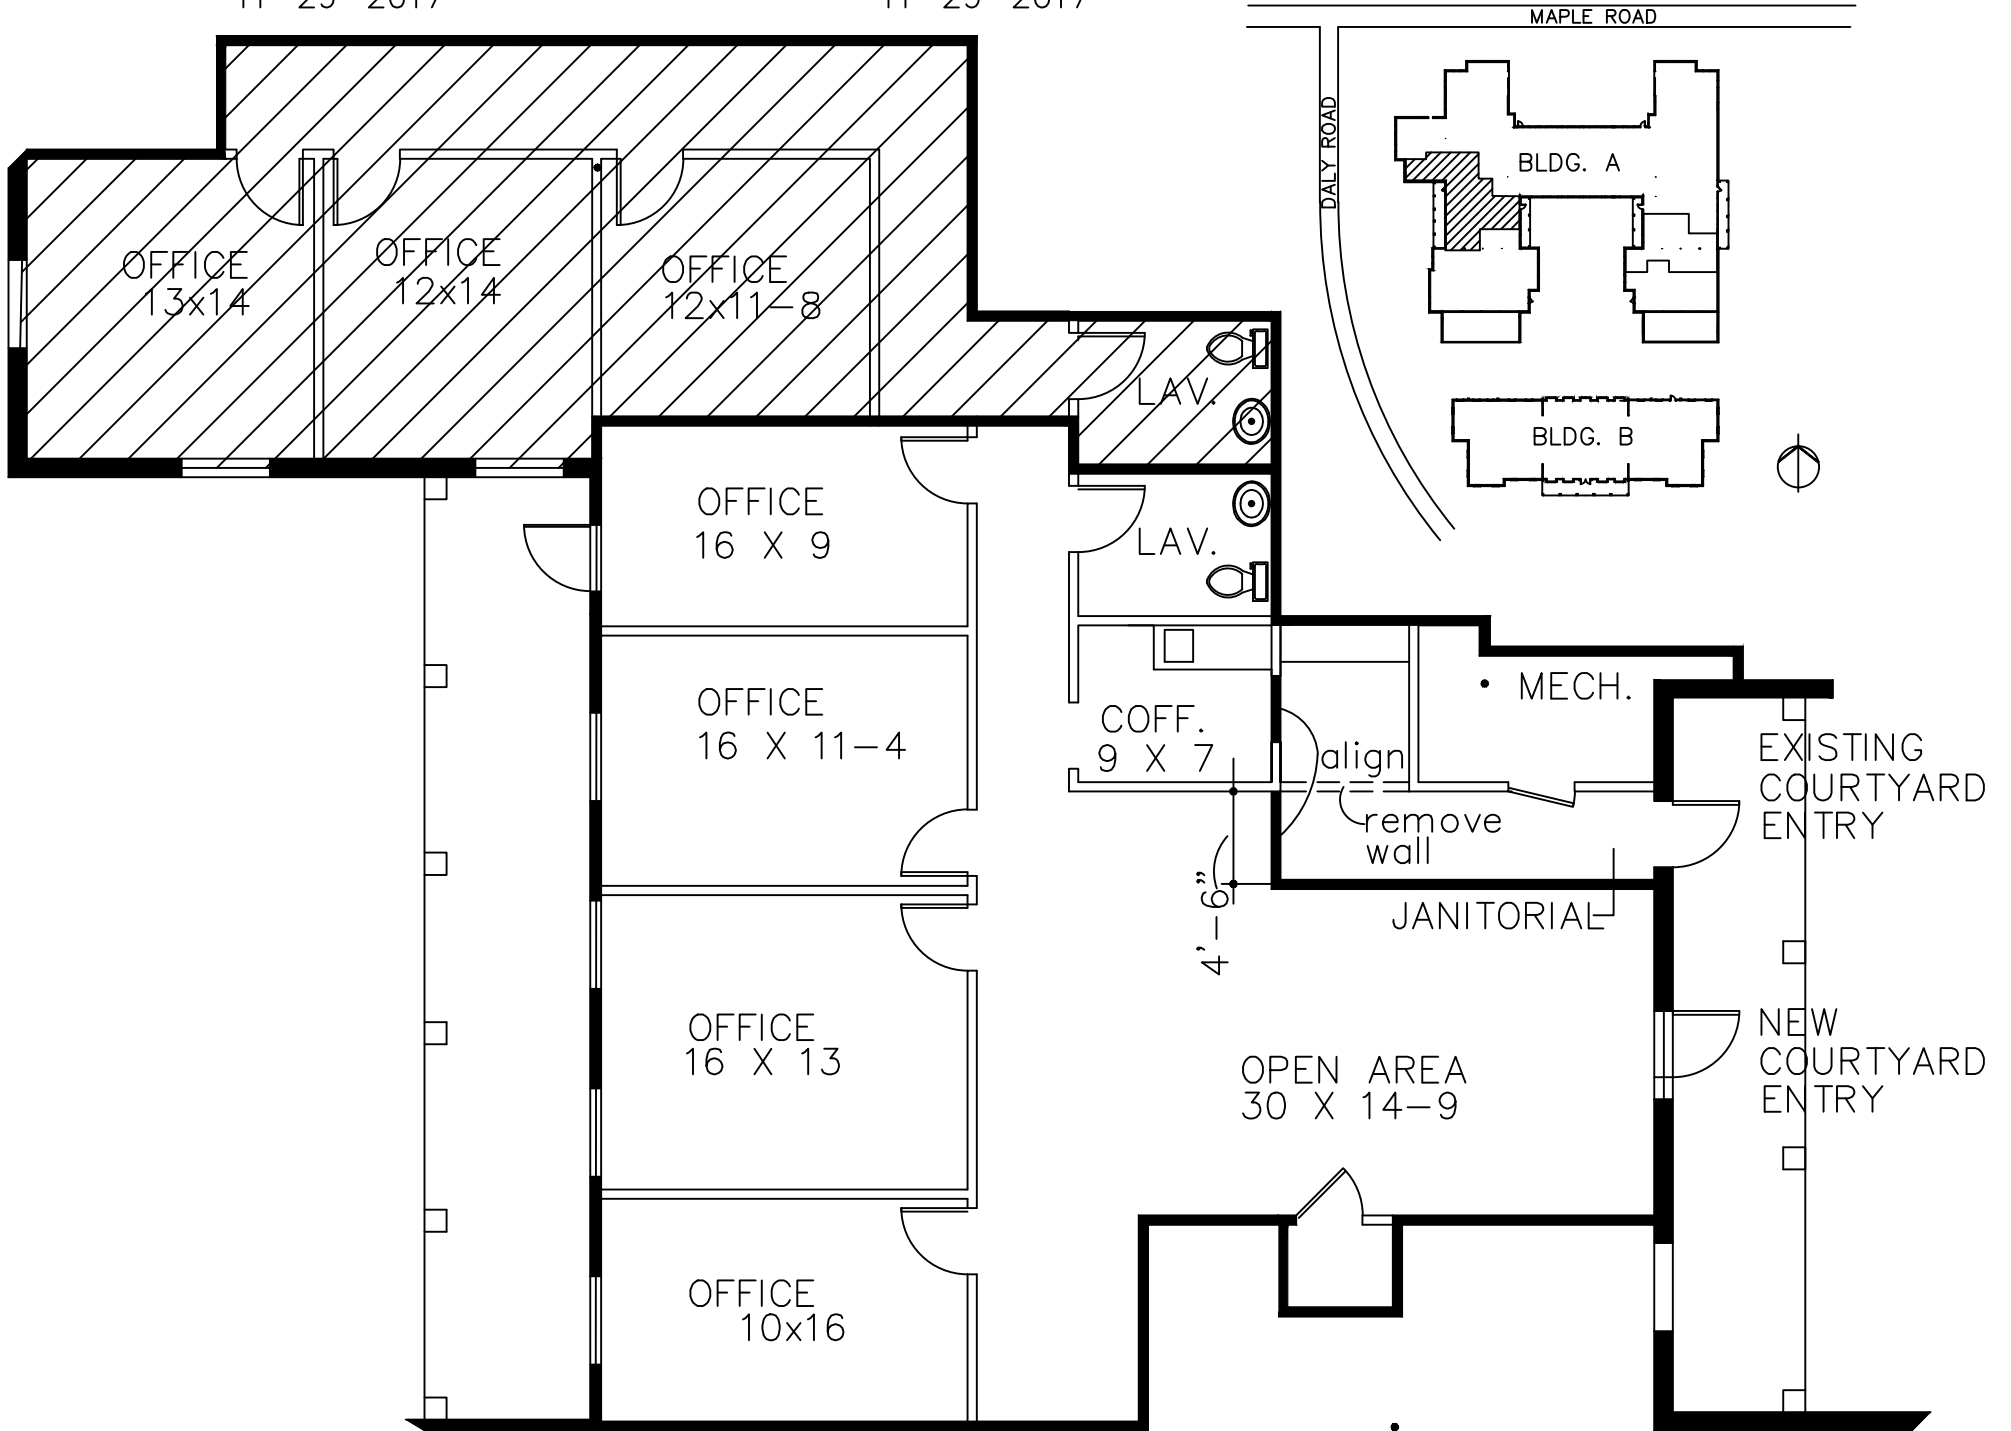 MAPLE ROAD
DALY ROAD
BLDG. A
BLDG. B
OFFICE
13x14
OFFICE
12x14
OFFICE
12x11-8
LAV.
OFFICE
16 X 9
LAV.
OFFICE
16 X 11-4
COFF.
9 X 7
MECH.
align
remove
wall
EXISTING
COURTYARD
ENTRY
4'-6"
JANITORIAL
OFFICE
16 X 13
OPEN AREA
30 X 14-9
NEW
COURTYARD
ENTRY
OFFICE
10x16